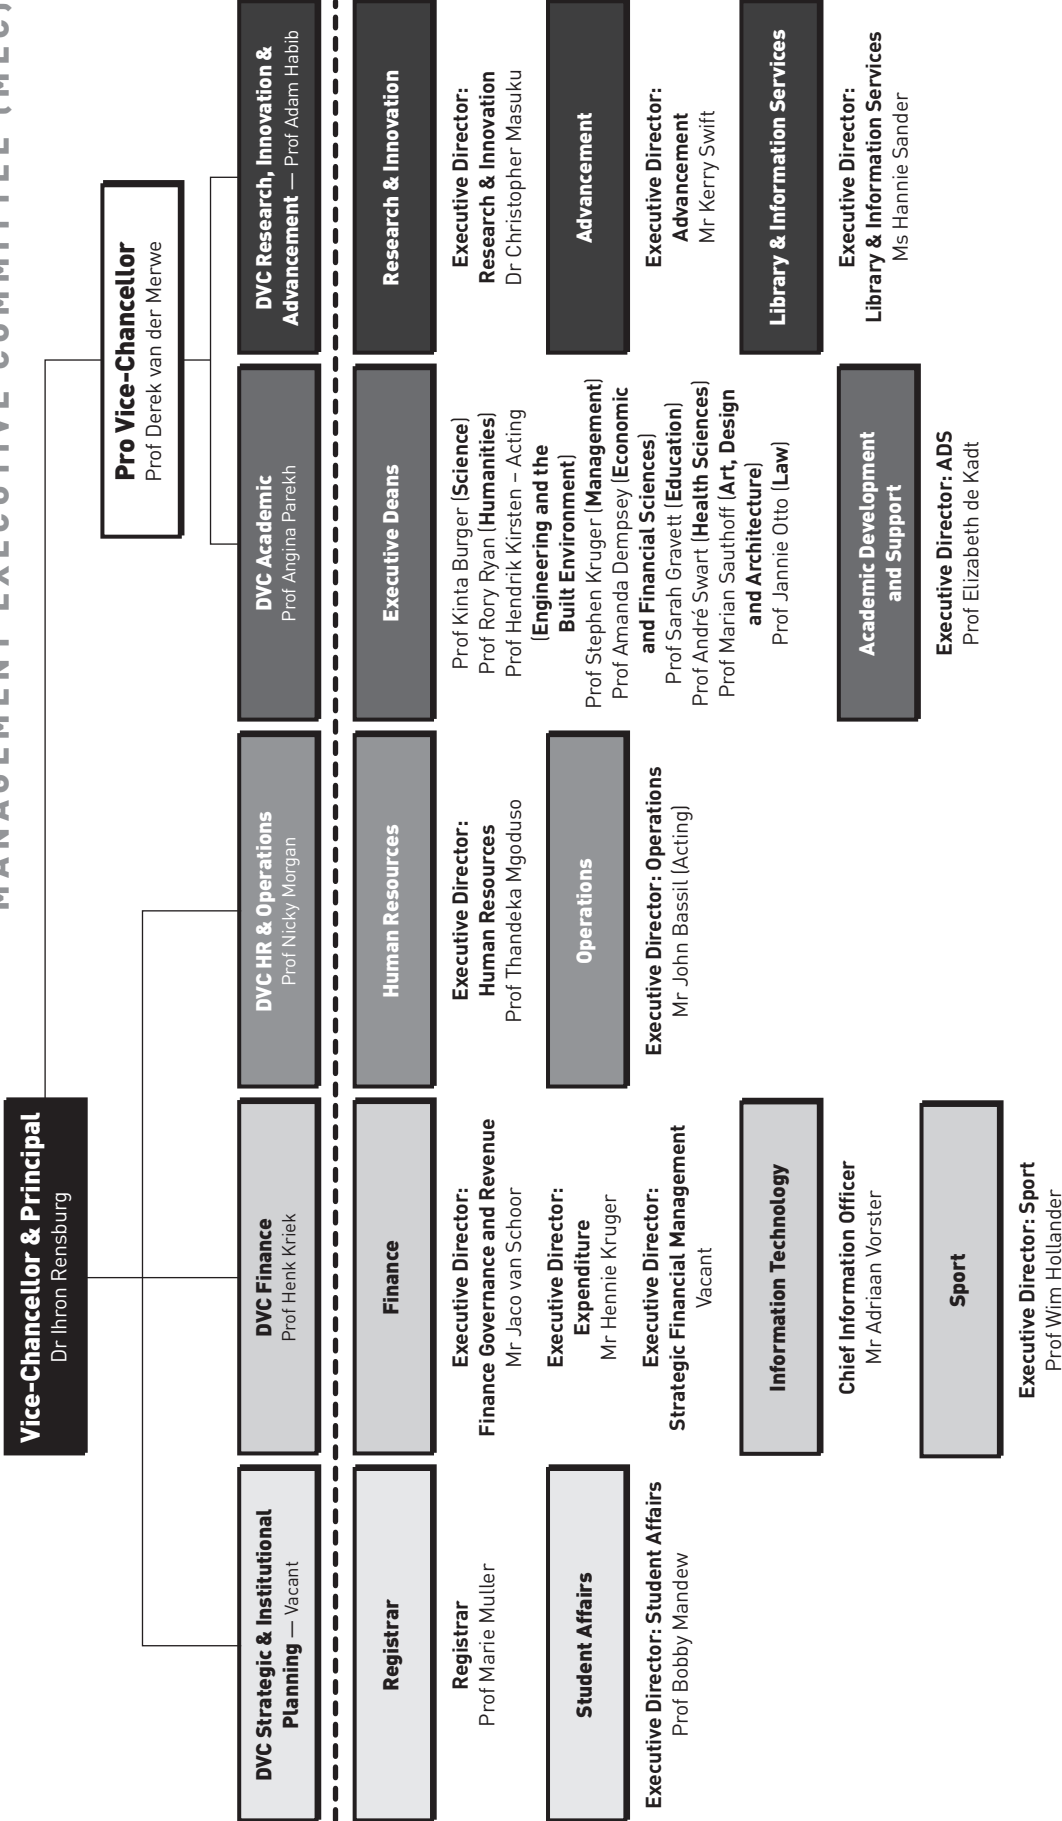 MANAGEMENT EXECUTIVE COMMITTEE (MEC)
Vice-Chancellor & Principal
Dr Ihron Rensburg
Pro Vice-Chancellor
Prof Derek van der Merwe
DVC Strategic & Institutional
Planning — Vacant
DVC Finance
Prof Henk Kriek
DVC HR & Operations
Prof Nicky Morgan
DVC Academic
Prof Angina Parekh
DVC Research, Innovation &
Advancement — Prof Adam Habib
Registrar
Registrar
Prof Marie Muller
Student Affairs
Executive Director: Student Affairs
Prof Bobby Mandew
Finance
Executive Director:
Finance Governance and Revenue
Mr Jaco van Schoor
Executive Director:
Expenditure
Mr Hennie Kruger
Executive Director:
Strategic Financial Management
Vacant
Information Technology
Chief Information Officer
Mr Adriaan Vorster
Sport
Executive Director: Sport
Prof Wim Hollander
Human Resources
Executive Director:
Human Resources
Prof Thandeka Mgoduso
Operations
Executive Director: Operations
Mr John Bassil (Acting)
Executive Deans
Prof Kinta Burger (Science)
Prof Rory Ryan (Humanities)
Prof Hendrik Kirsten – Acting
(Engineering and the
Built Environment)
Prof Stephen Kruger (Management)
Prof Amanda Dempsey (Economic
and Financial Sciences)
Prof Sarah Gravett (Education)
Prof André Swart (Health Sciences)
Prof Marian Sauthoff (Art, Design
and Architecture)
Prof Jannie Otto (Law)
Academic Development
and Support
Executive Director: ADS
Prof Elizabeth de Kadt
Research & Innovation
Executive Director:
Research & Innovation
Dr Christopher Masuku
Advancement
Executive Director:
Advancement
Mr Kerry Swift
Library & Information Services
Executive Director:
Library & Information Services
Ms Hannie Sander